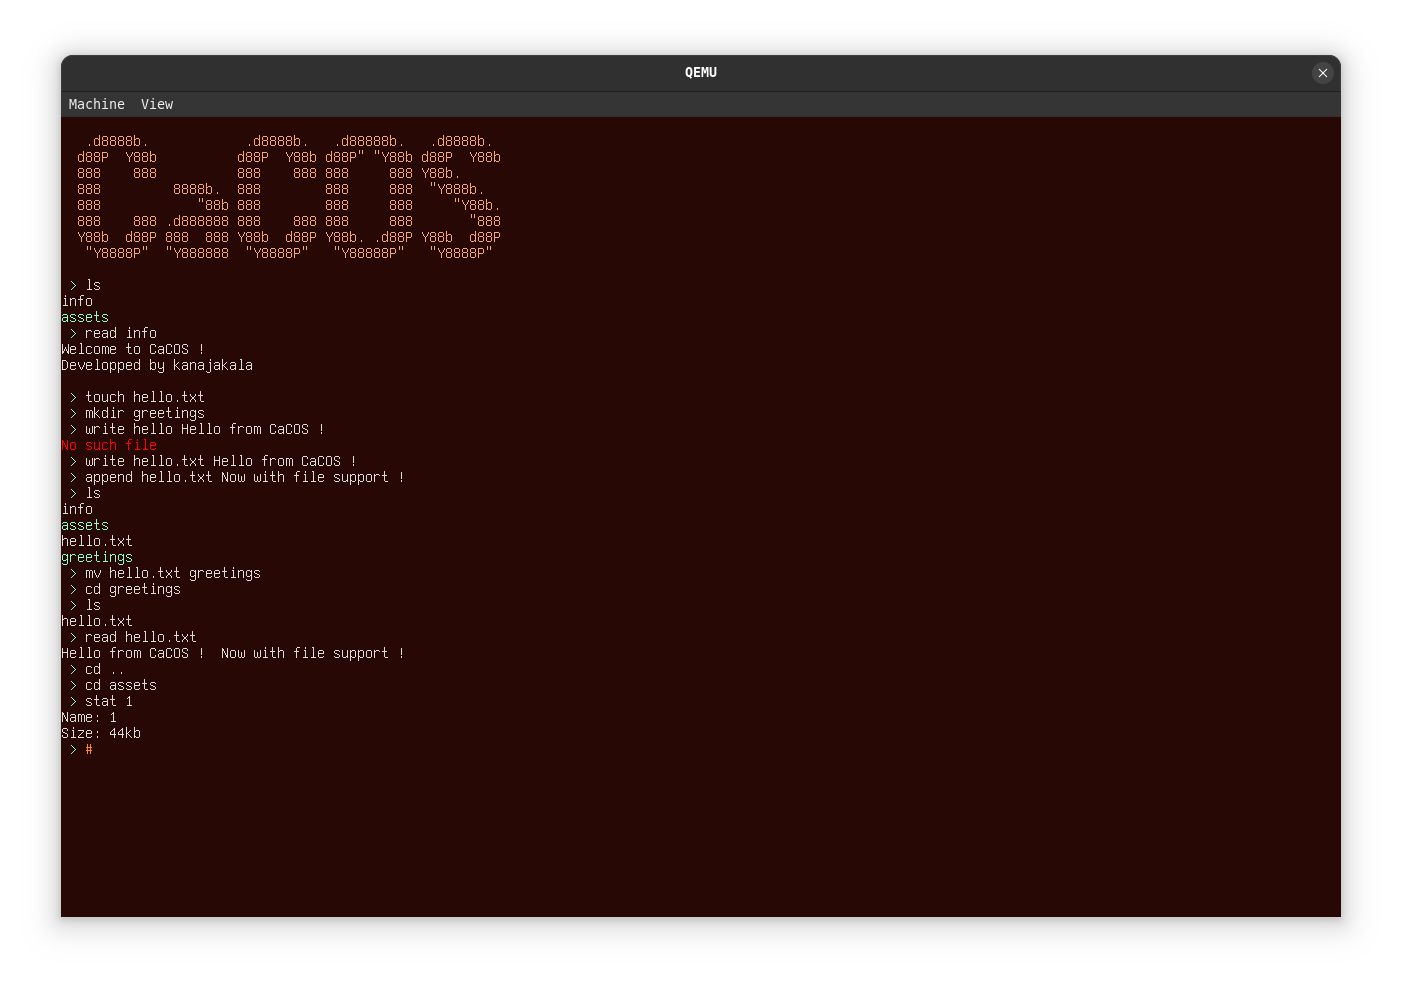 QEMU
Machine View
  .d8888b.            .d8888b.   .d88888b.   .d8888b.
 d88P  Y88b          d88P  Y88b d88P" "Y88b d88P  Y88b
 888    888          888    888 888     888 Y88b.
 888         8888b.  888        888     888  "Y888b.
 888            "88b 888        888     888     "Y88b.
 888    888 .d888888 888    888 888     888       "888
 Y88b  d88P 888  888 Y88b  d88P Y88b. .d88P Y88b  d88P
  "Y8888P"  "Y888888  "Y8888P"   "Y88888P"   "Y8888P"
 > ls
info
assets
 > read info
Welcome to CaCOS !
Developped by kanajakala
 > touch hello.txt
 > mkdir greetings
 > write hello Hello from CaCOS !
No such file
 > write hello.txt Hello from CaCOS !
 > append hello.txt Now with file support !
 > ls
info
assets
hello.txt
greetings
 > mv hello.txt greetings
 > cd greetings
 > ls
hello.txt
 > read hello.txt
Hello from CaCOS !  Now with file support !
 > cd ..
 > cd assets
 > stat 1
Name: 1
Size: 44kb
 > #